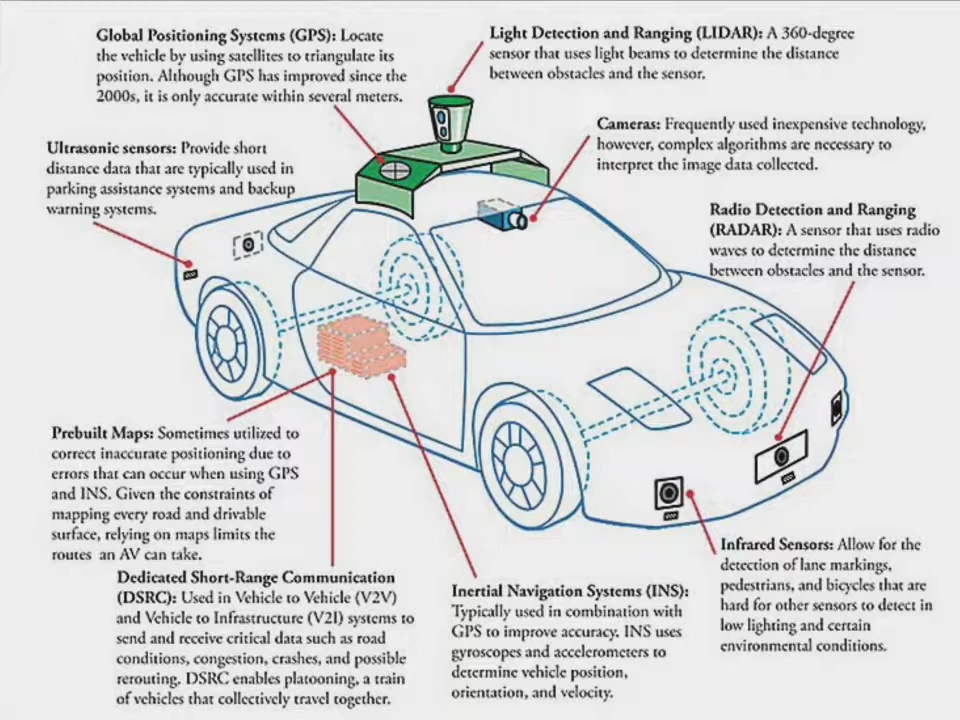 Global Positioning Systems (GPS): Locate
the vehicle by using satellites to triangulate its
position. Although GPS has improved since the
2000s, it is only accurate within several meters.
Light Detection and Ranging (LIDAR): A 360-degree
sensor that uses light beams to determine the distance
between obstacles and the sensor.
Cameras: Frequently used inexpensive technology,
however, complex algorithms are necessary to
interpret the image data collected.
Ultrasonic sensors: Provide short
distance data that are typically used in
parking assistance systems and backup
warning systems.
Radio Detection and Ranging
(RADAR): A sensor that uses radio
waves to determine the distance
between obstacles and the sensor.
Prebuilt Maps: Sometimes utilized to
correct inaccurate positioning due to
errors that can occur when using GPS
and INS. Given the constraints of
mapping every road and drivable
surface, relying on maps limits the
routes an AV can take.
Dedicated Short-Range Communication
(DSRC): Used in Vehicle to Vehicle (V2V)
and Vehicle to Infrastructure (V2I) systems to
send and receive critical data such as road
conditions, congestion, crashes, and possible
rerouting. DSRC enables platooning, a train
of vehicles that collectively travel together.
Inertial Navigation Systems (INS):
Typically used in combination with
GPS to improve accuracy. INS uses
gyroscopes and accelerometers to
determine vehicle position,
orientation, and velocity.
Infrared Sensors: Allow for the
detection of lane markings,
pedestrians, and bicycles that are
hard for other sensors to detect in
low lighting and certain
environmental conditions.